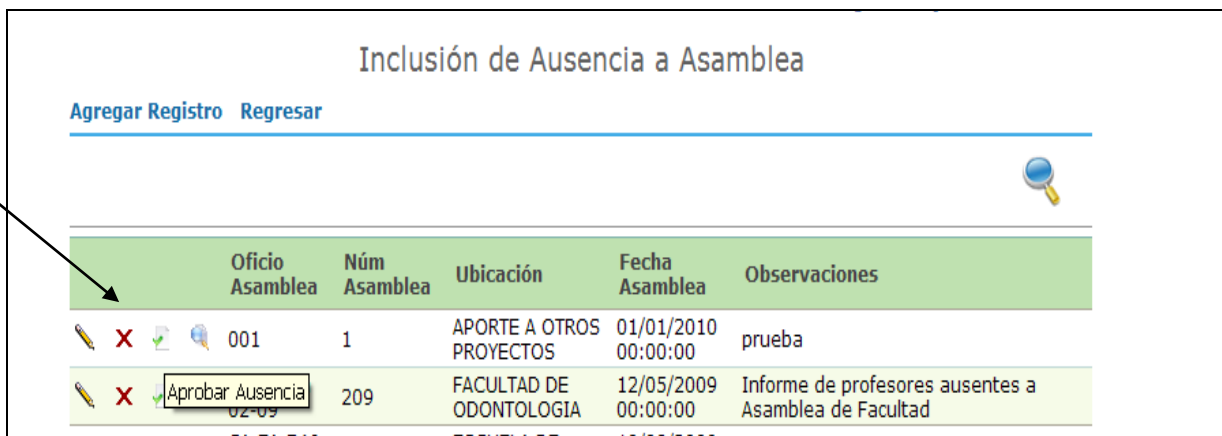 Inclusión de Ausencia a Asamblea
Agregar Registro Regresar
Oficio Asamblea Núm Asamblea Ubicación Fecha Asamblea Observaciones
001 1 APORTE A OTROS PROYECTOS 01/01/2010 00:00:00 prueba
Aprobar Ausencia
02-09 209 FACULTAD DE ODONTOLOGIA 12/05/2009 00:00:00 Informe de profesores ausentes a Asamblea de Facultad